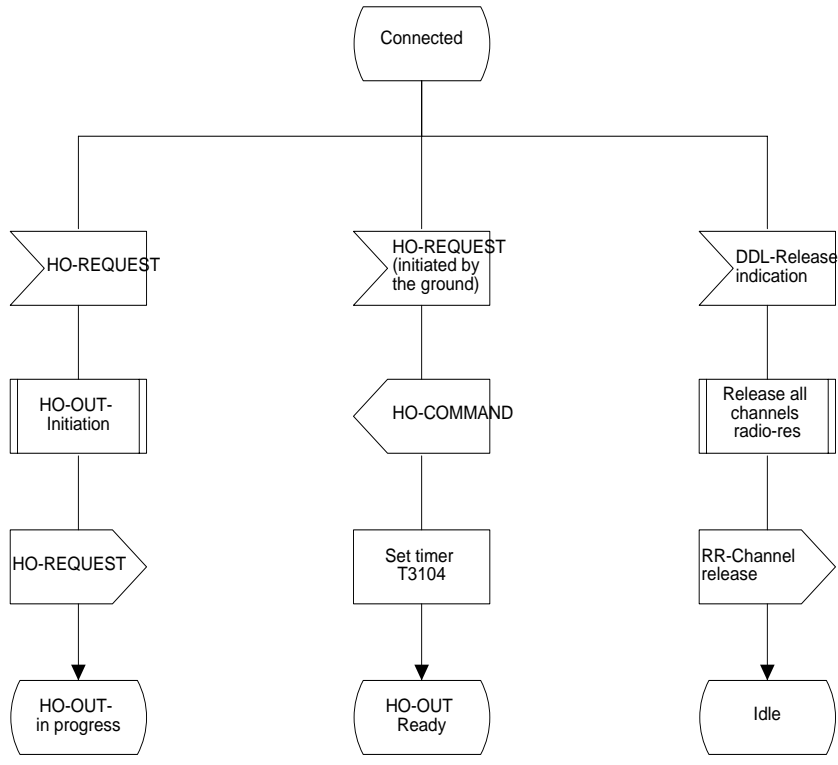 Connected
HO-REQUEST
HO-REQUEST
(initiated by
the ground)
DDL-Release
indication
HO-OUT-
Initiation
HO-COMMAND
Release all
channels
radio-res
HO-REQUEST
Set timer
T3104
RR-Channel
release
HO-OUT-
in progress
HO-OUT
Ready
Idle